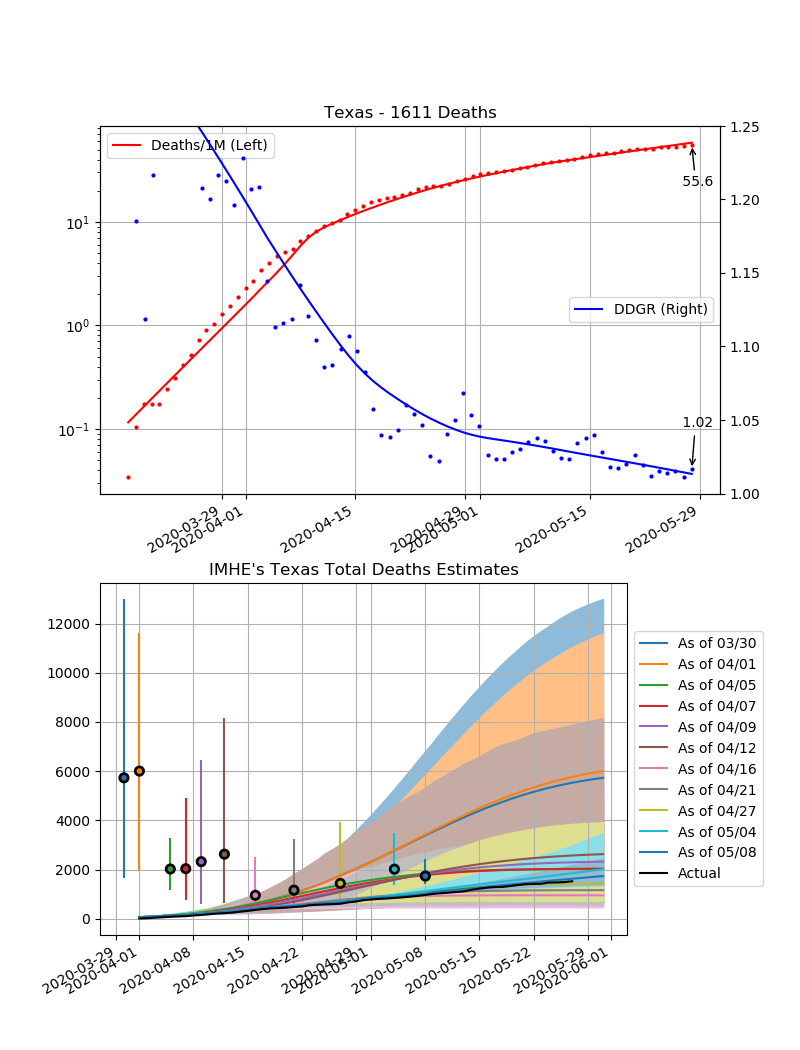 Texas - 1611 Deaths
Deaths/1M (Left)
DDGR (Right)
55.6
1.02
10¹
10⁰
10⁻¹
1.25
1.20
1.15
1.10
1.05
1.00
2020-03-29
2020-04-01
2020-04-15
2020-04-29
2020-05-01
2020-05-15
2020-05-29
IMHE's Texas Total Deaths Estimates
12000
10000
8000
6000
4000
2000
0
2020-03-29
2020-04-01
2020-04-08
2020-04-15
2020-04-22
2020-04-29
2020-05-01
2020-05-08
2020-05-15
2020-05-22
2020-05-29
2020-06-01
As of 03/30
As of 04/01
As of 04/05
As of 04/07
As of 04/09
As of 04/12
As of 04/16
As of 04/21
As of 04/27
As of 05/04
As of 05/08
Actual